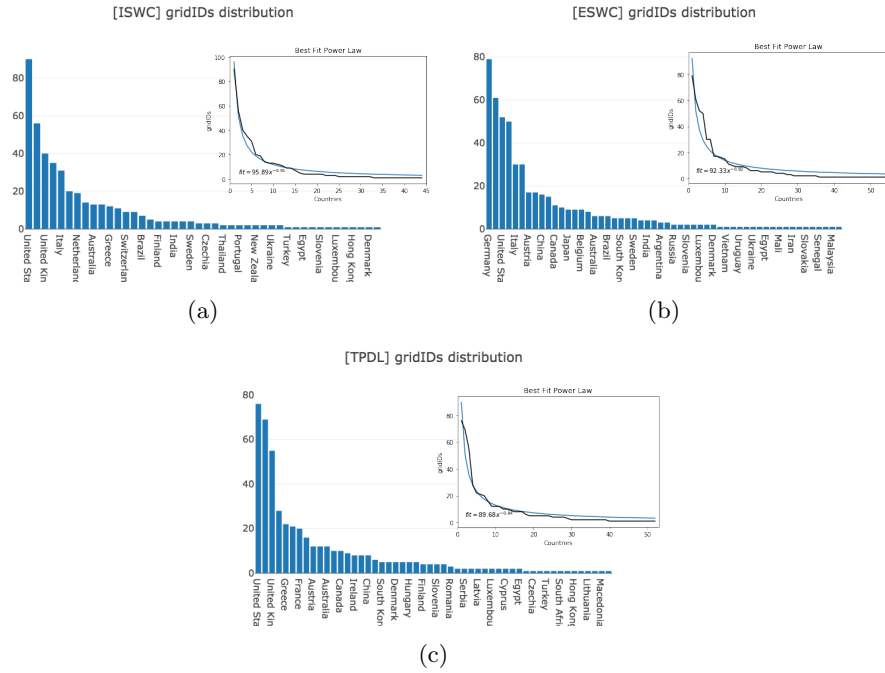 [ISWC] gridIDs distribution
Best Fit Power Law
100
80
60
40
20
0
gridIDs
fit = 95.89x^-0.91
0 5 10 15 20 25 30 35 40 45
Countries
80
60
40
20
0
United Sta
United Kin
Italy
Netherland
Australia
Greece
Switzerlan
Brazil
Finland
India
Sweden
Czechia
Thailand
Portugal
New Zeala
Ukraine
Turkey
Egypt
Slovenia
Luxembou
Hong Kong
Denmark
(a)
[ESWC] gridIDs distribution
Best Fit Power Law
80
60
40
20
0
gridIDs
0 10 20 30 40 50
Countries
80
60
40
20
0
Germany
United Sta
Italy
Austria
China
Canada
Japan
Belgium
Australia
Brazil
South Kor
Sweden
India
Argentina
Russia
Slovenia
Luxembou
Denmark
Vietnam
Uruguay
Ukraine
Egypt
Mali
Iran
Slovakia
Senegal
Malaysia
(b)
[TPDL] gridIDs distribution
Best Fit Power Law
100
80
60
40
20
0
gridIDs
0 10 20 30 40 50
Countries
80
60
40
20
0
United Sta
United Kin
Greece
France
Austria
Australia
Canada
Ireland
China
South Kor
Denmark
Hungary
Finland
Slovenia
Romania
Serbia
Latvia
Luxembou
Cyprus
Egypt
Czechia
Turkey
South Afri
Hong Kong
Lithuania
Macedonia
(c)